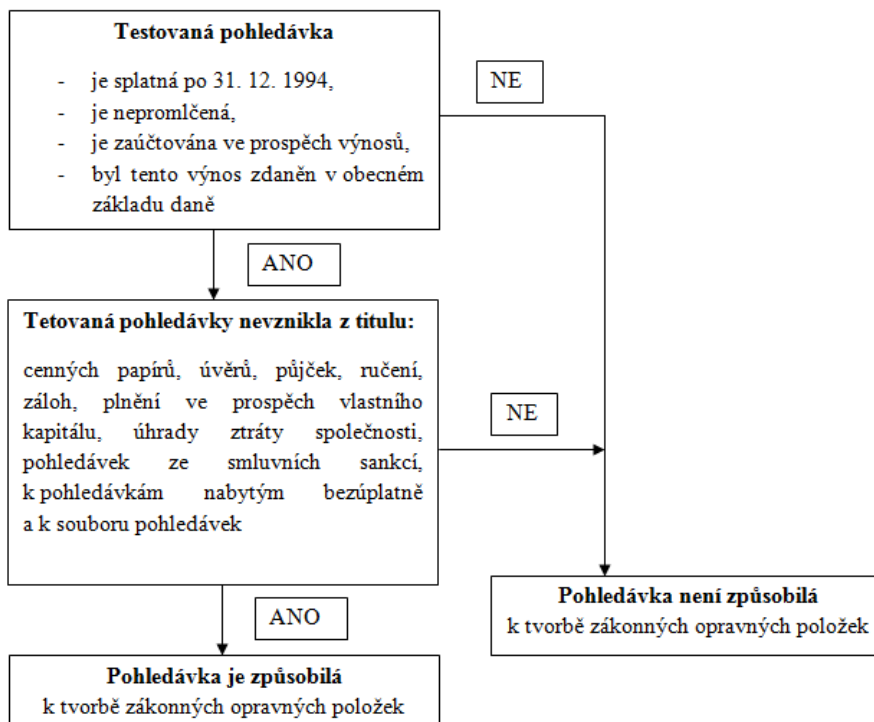 Testovaná pohledávka
- je splatná po 31. 12. 1994,
- je nepromlčená,
- je zaúčtována ve prospěch výnosů,
- byl tento výnos zdaněn v obecném
základu daně
NE
ANO
Tetovaná pohledávky nevznikla z titulu:
cenných papírů, úvěrů, půjček, ručení,
záloh, plnění ve prospěch vlastního
kapitálu, úhrady ztráty společnosti,
pohledávek ze smluvních sankcí,
k pohledávkám nabytým bezúplatně
a k souboru pohledávek
NE
ANO
Pohledávka není způsobilá
k tvorbě zákonných opravných položek
Pohledávka je způsobilá
k tvorbě zákonných opravných položek